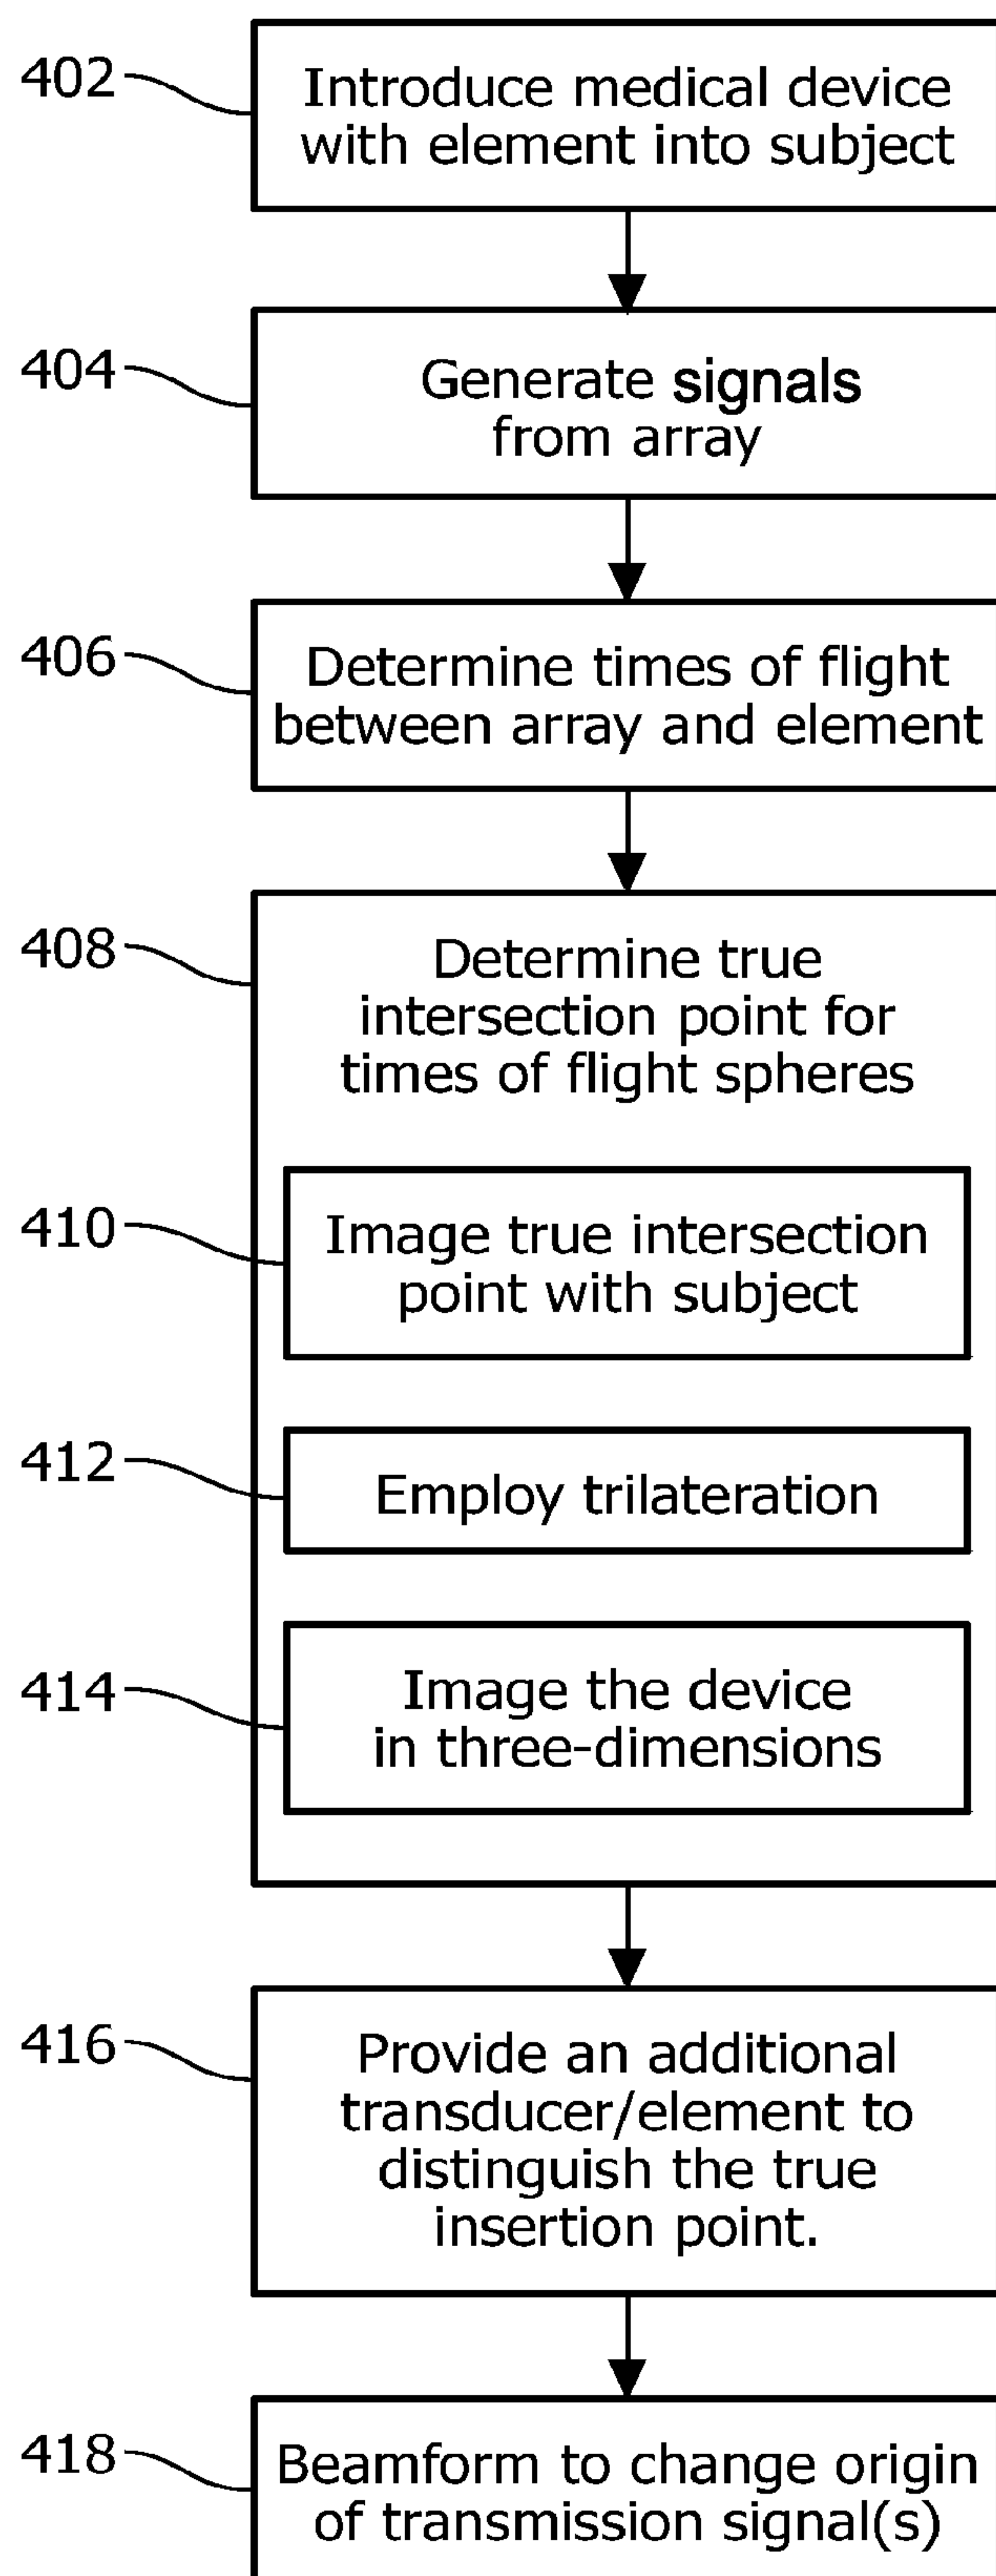 402
Introduce medical device
with element into subject
404
Generate signals
from array
406
Determine times of flight
between array and element
408
Determine true
intersection point for
times of flight spheres
410
Image true intersection
point with subject
412
Employ trilateration
414
Image the device
in three-dimensions
416
Provide an additional
transducer/element to
distinguish the true
insertion point.
418
Beamform to change origin
of transmission signal(s)